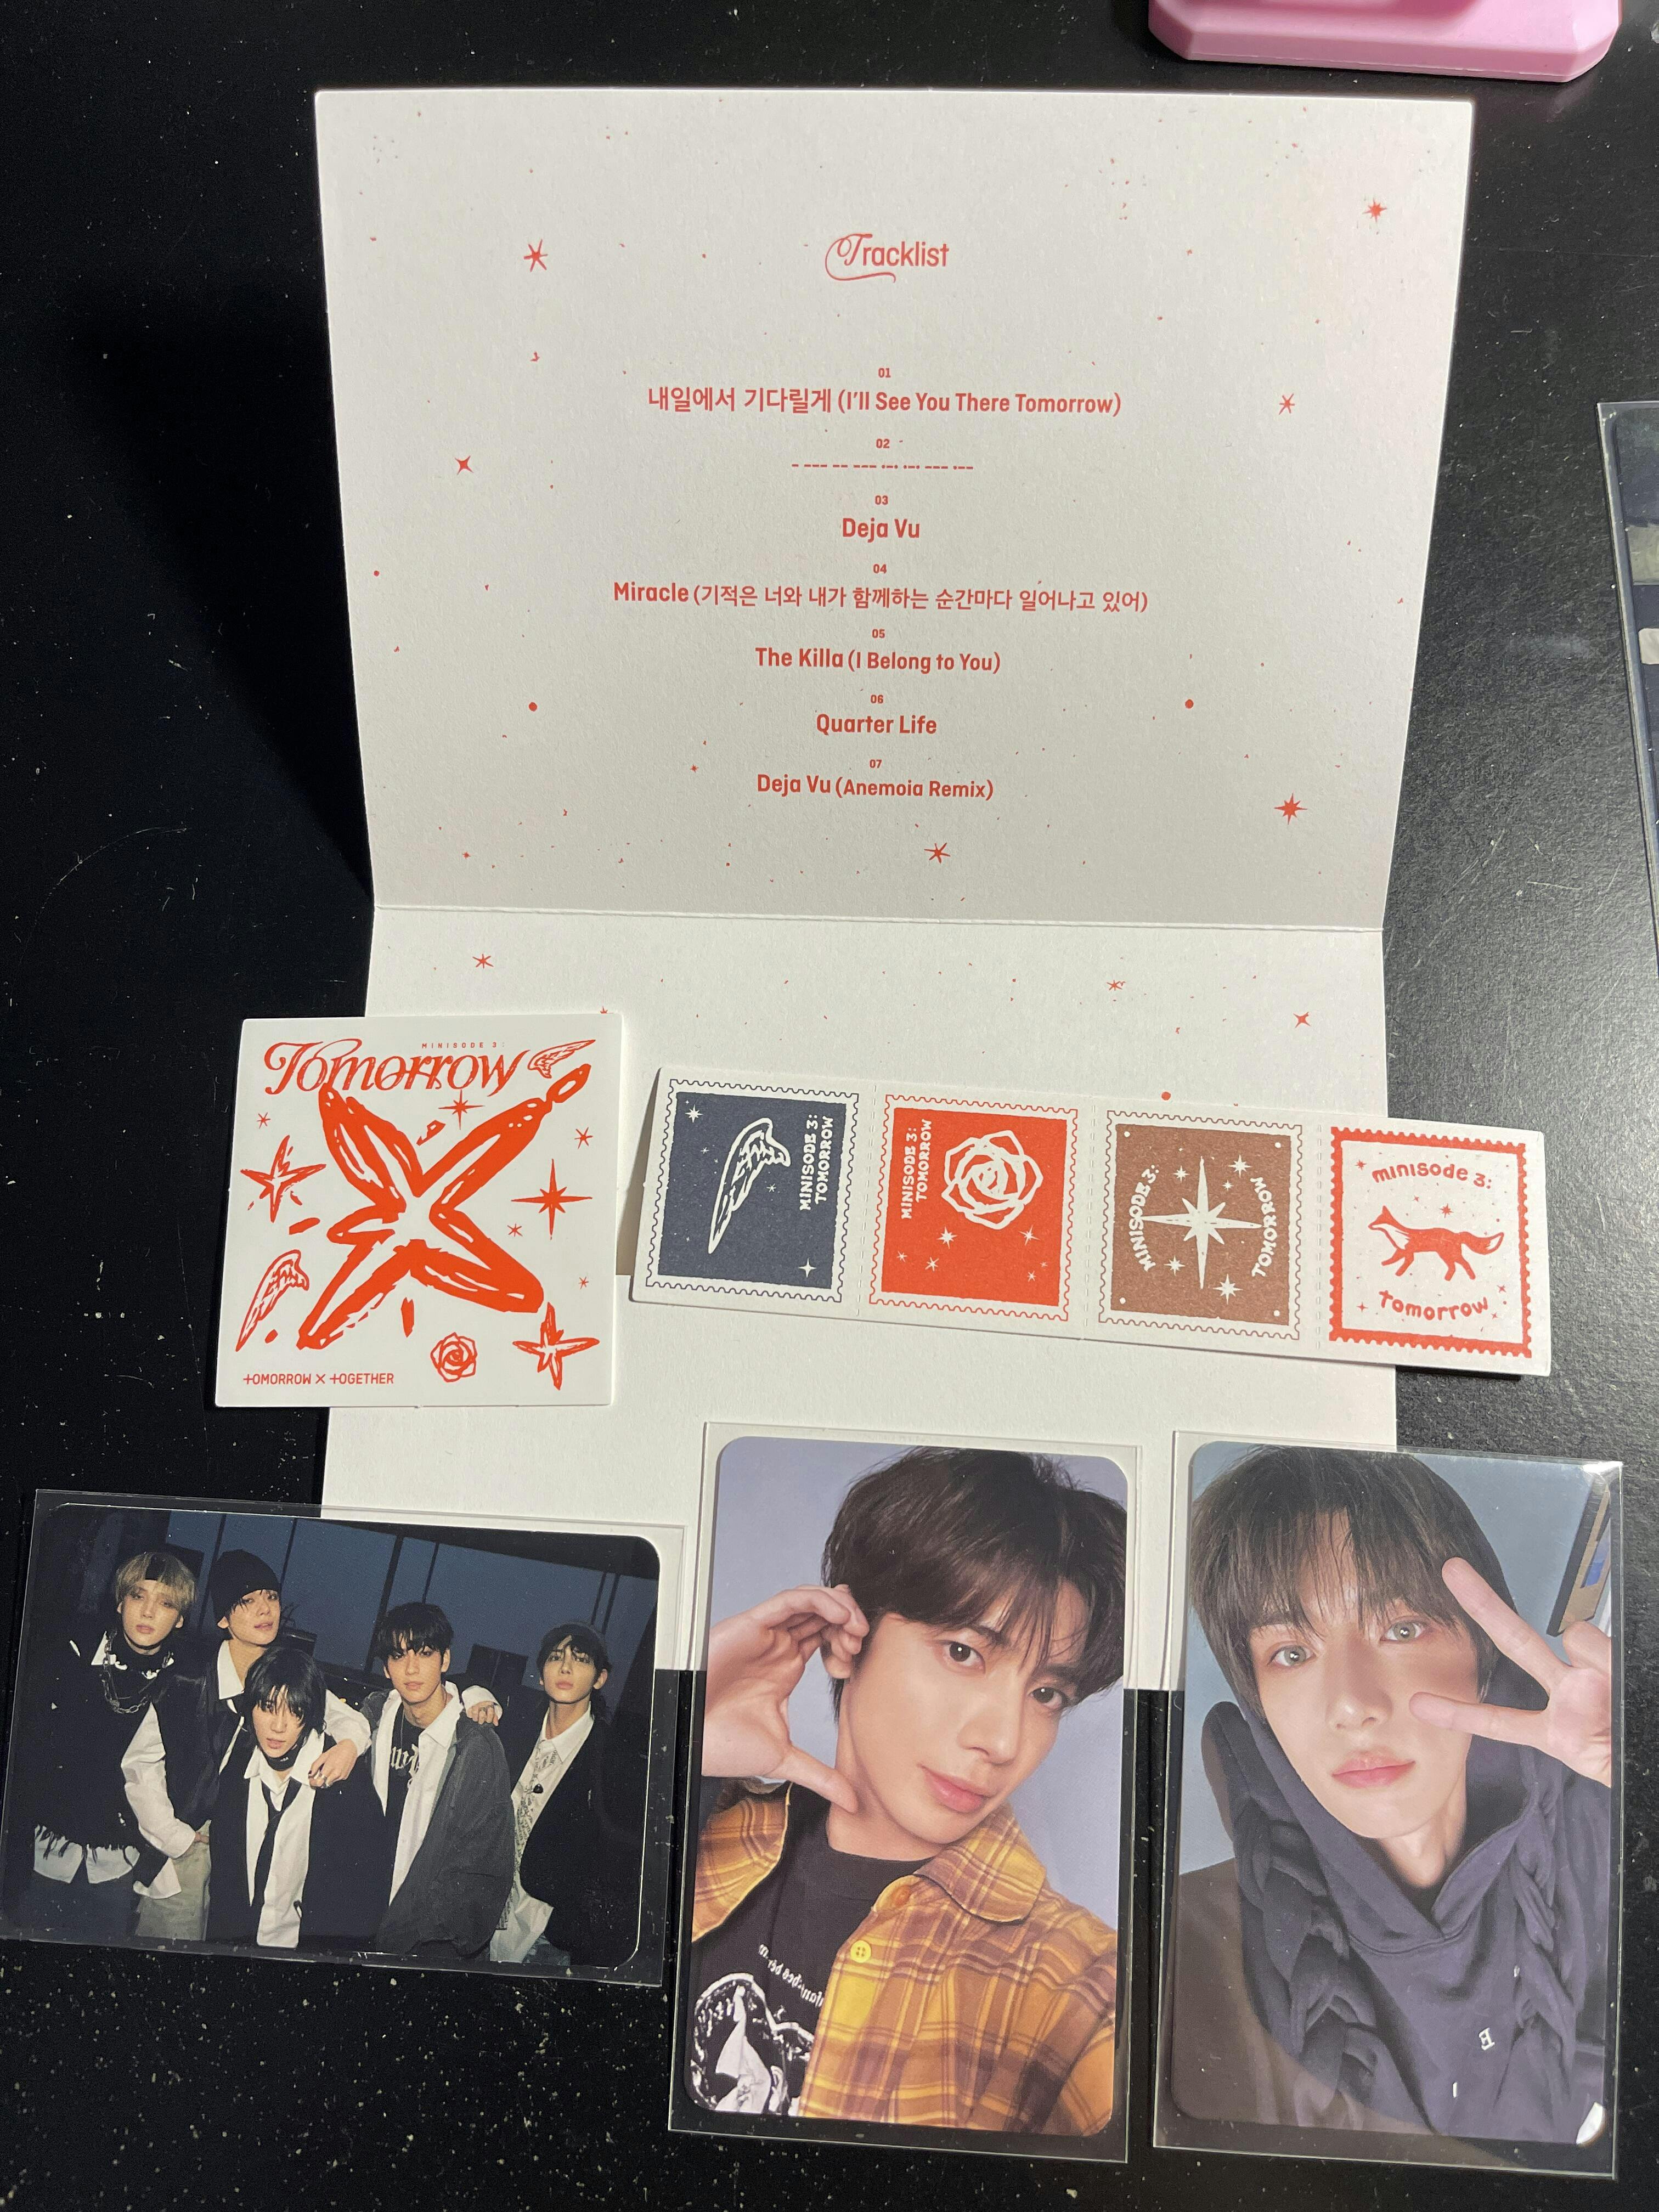 Tracklist
01
내일에서 기다릴게 (I'll See You There Tomorrow)
02
- --- -- --- ·-· ·-· --- ·--
03
Deja Vu
04
Miracle (기적은 너와 내가 함께하는 순간마다 일어나고 있어)
05
The Killa (I Belong to You)
06
Quarter Life
07
Deja Vu (Anemoia Remix)
MINISODE 3:
Tomorrow
TOMORROW X TOGETHER
MINISODE 3:
TOMORROW
MINISODE 3:
TOMORROW
MINISODE 3:
TOMORROW
minisode 3:
Tomorrow
E